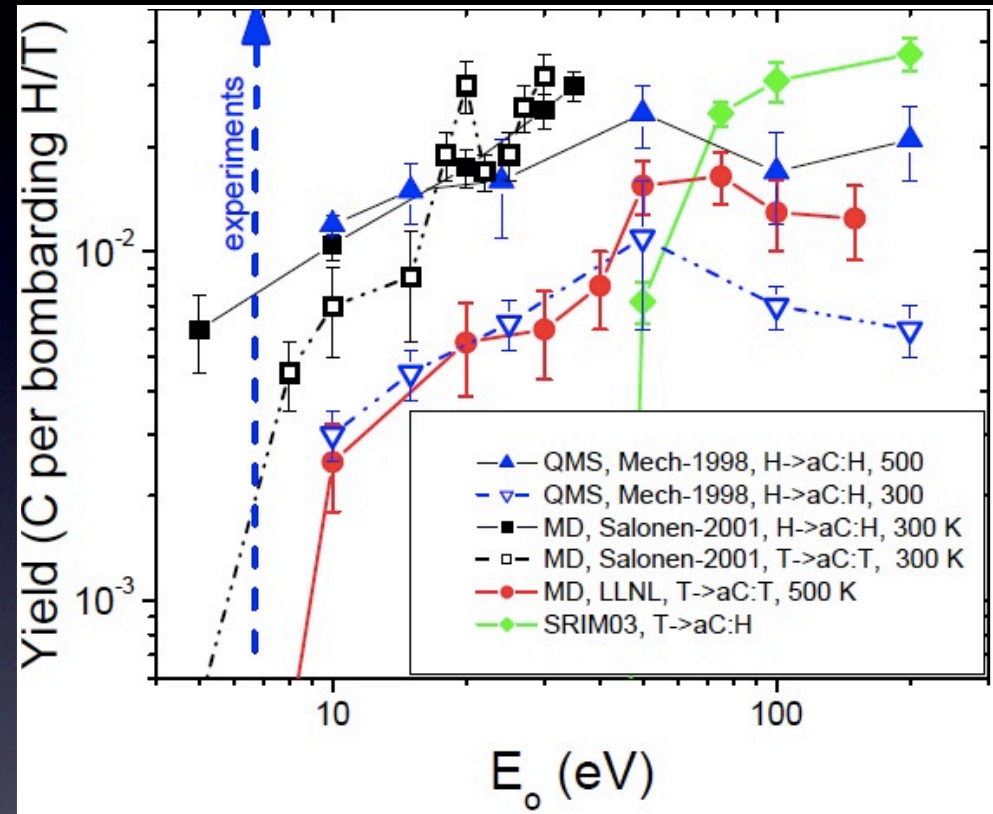 Yield (C per bombarding H/T)
10⁻²
10⁻³
experiments
QMS, Mech-1998, H->aC:H, 500
QMS, Mech-1998, H->aC:H, 300
MD, Salonen-2001, H->aC:H, 300 K
MD, Salonen-2001, T->aC:T, 300 K
MD, LLNL, T->aC:T, 500 K
SRIM03, T->aC:H
10 100
E₀ (eV)